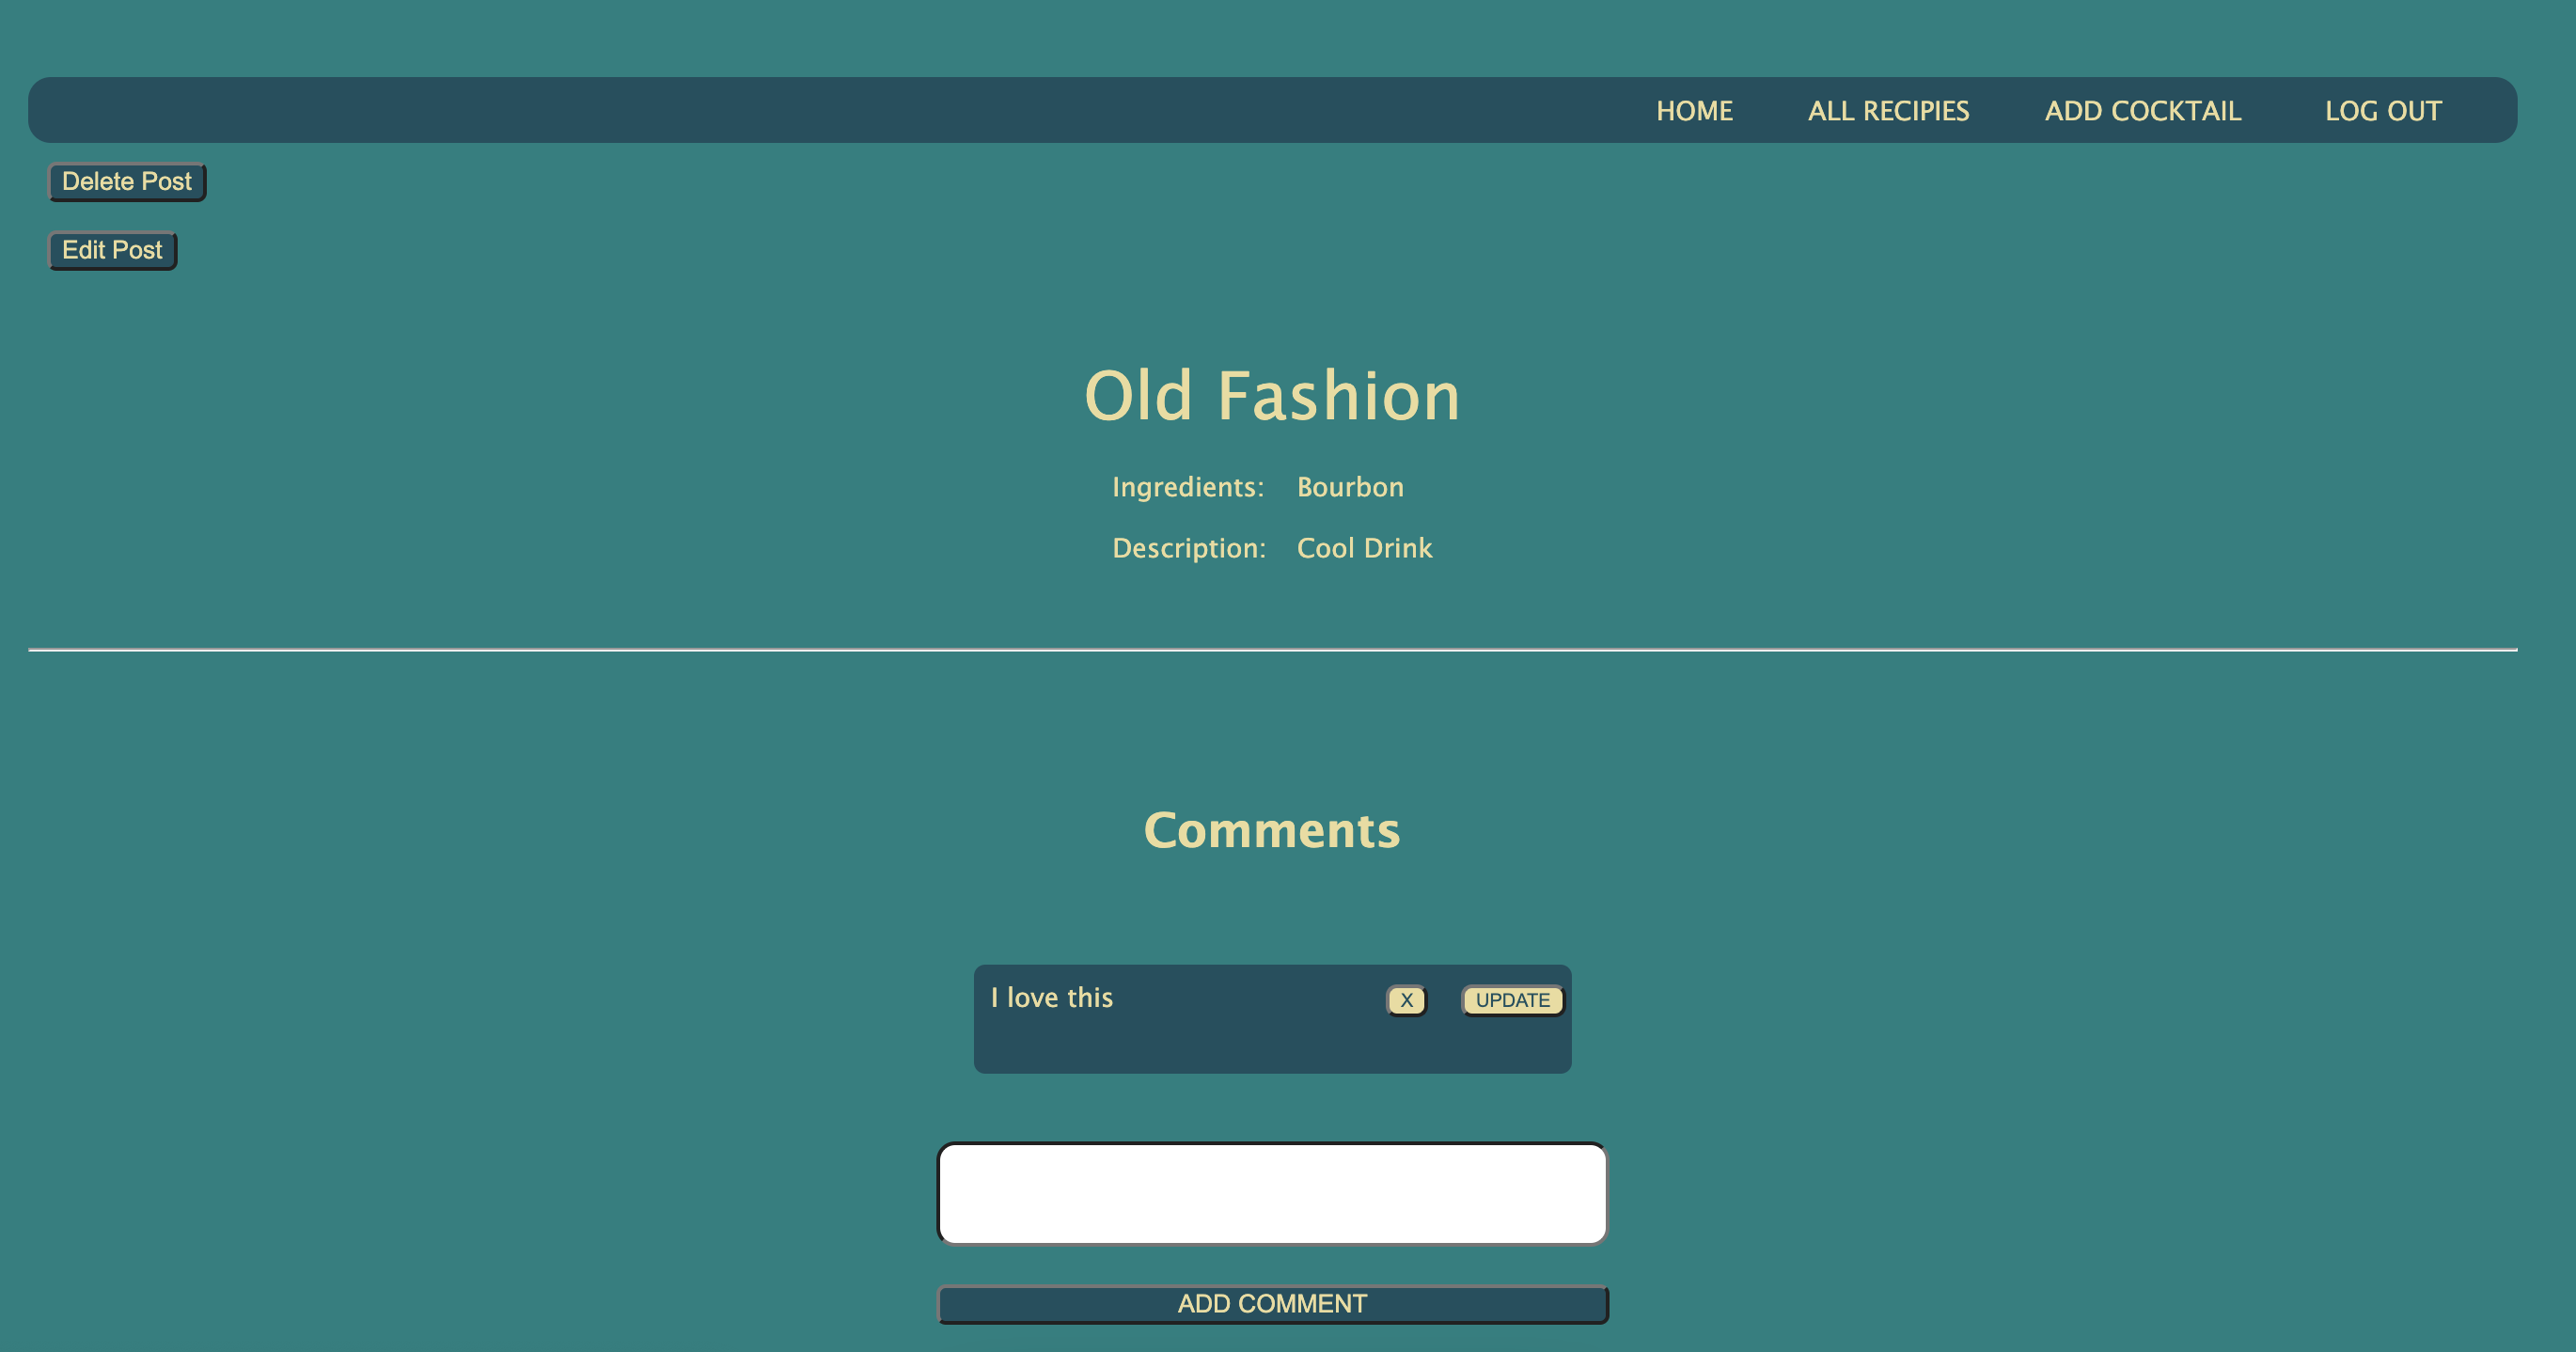 HOME ALL RECIPIES ADD COCKTAIL LOG OUT
Delete Post
Edit Post
Old Fashion
Ingredients: Bourbon
Description: Cool Drink
Comments
I love this X UPDATE
ADD COMMENT